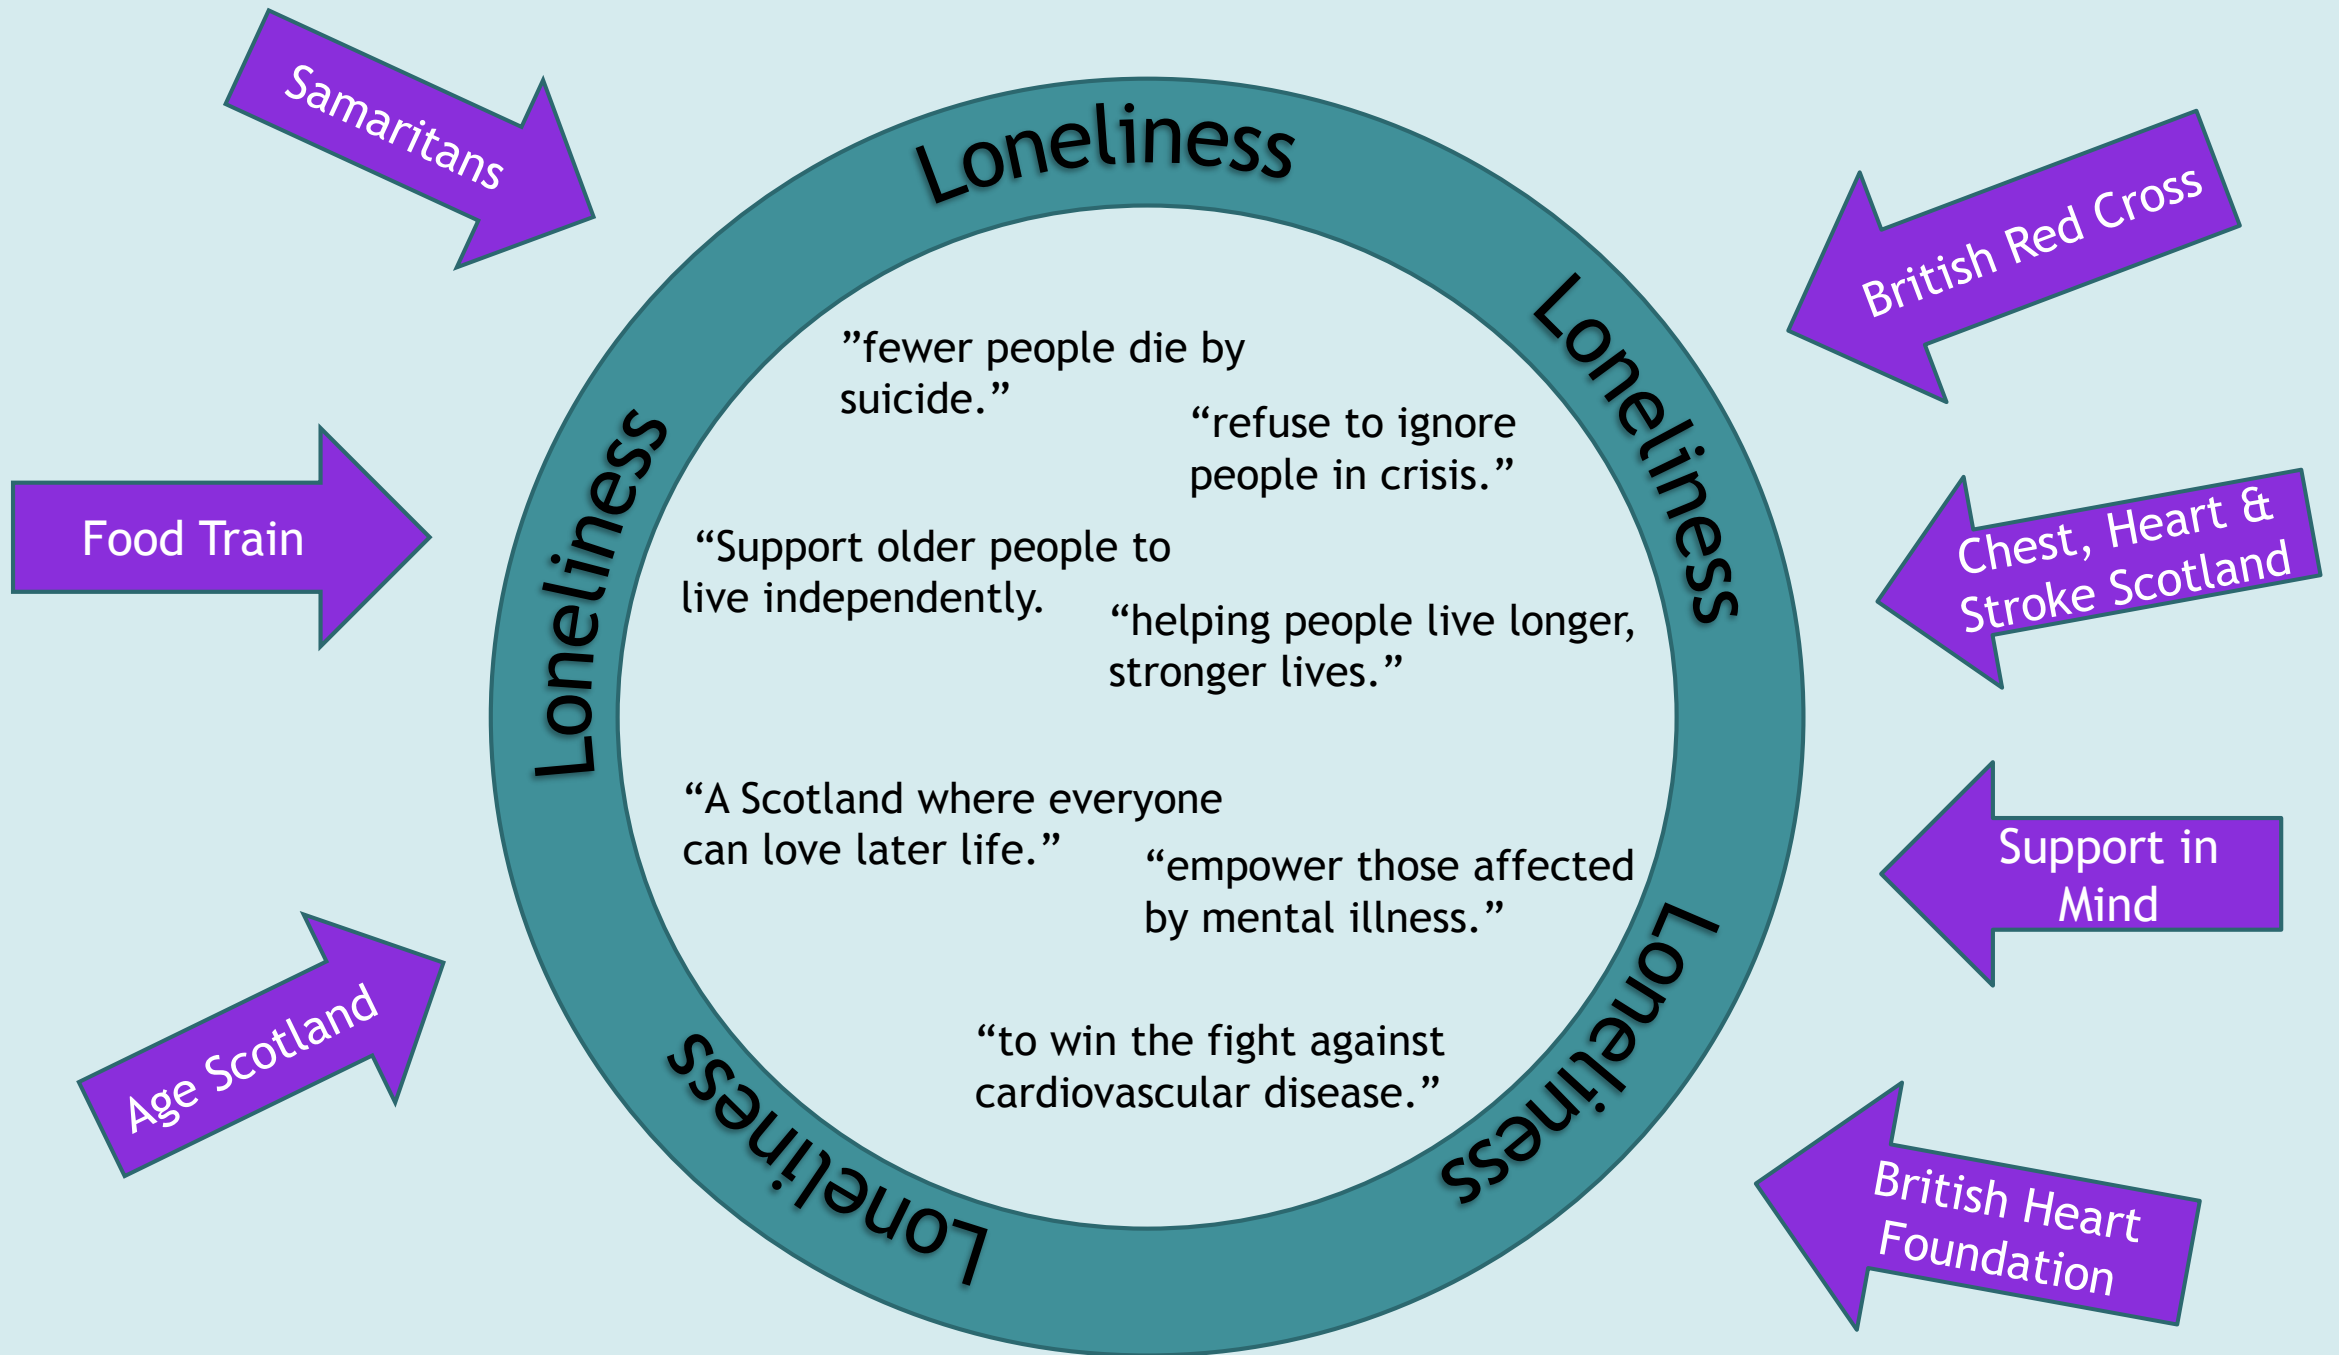 Samaritans
Loneliness
British Red Cross
Loneliness
”fewer people die by
suicide.”
“refuse to ignore
people in crisis.”
Loneliness
Food Train
“Support older people to
live independently.
Chest, Heart &
Stroke Scotland
“helping people live longer,
stronger lives.”
“A Scotland where everyone
can love later life.”
“empower those affected
by mental illness.”
Support in
Mind
Age Scotland
Loneliness
“to win the fight against
cardiovascular disease.”
Loneliness
British Heart
Foundation